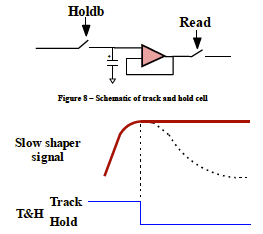 Holdb
Read
Figure 8 – Schematic of track and hold cell
Slow shaper
signal
Track
T&H
Hold